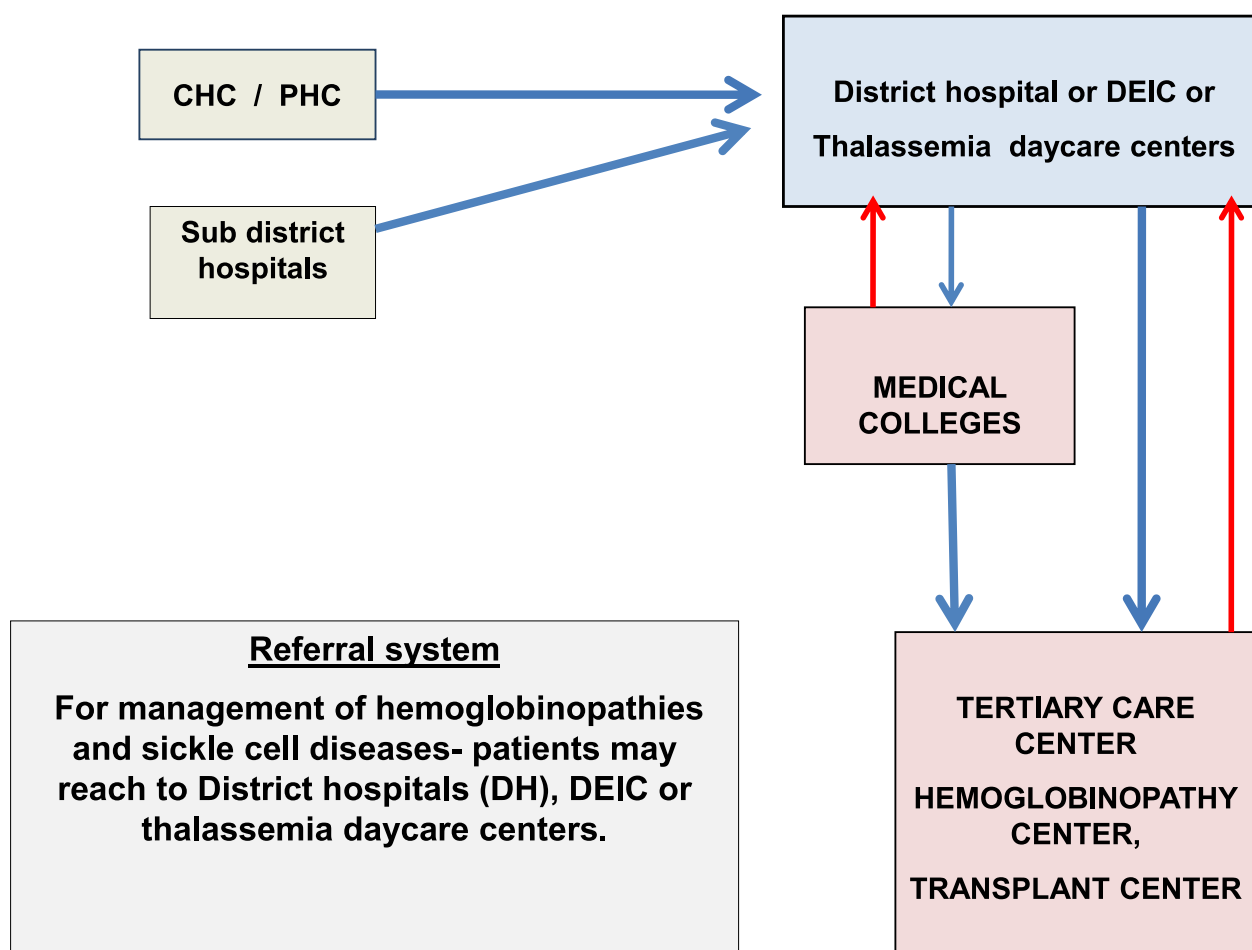 CHC / PHC
District hospital or DEIC or
Thalassemia daycare centers
Sub district
hospitals
MEDICAL
COLLEGES
Referral system
For management of hemoglobinopathies
and sickle cell diseases- patients may
reach to District hospitals (DH), DEIC or
thalassemia daycare centers.
TERTIARY CARE
CENTER
HEMOGLOBINOPATHY
CENTER,
TRANSPLANT CENTER